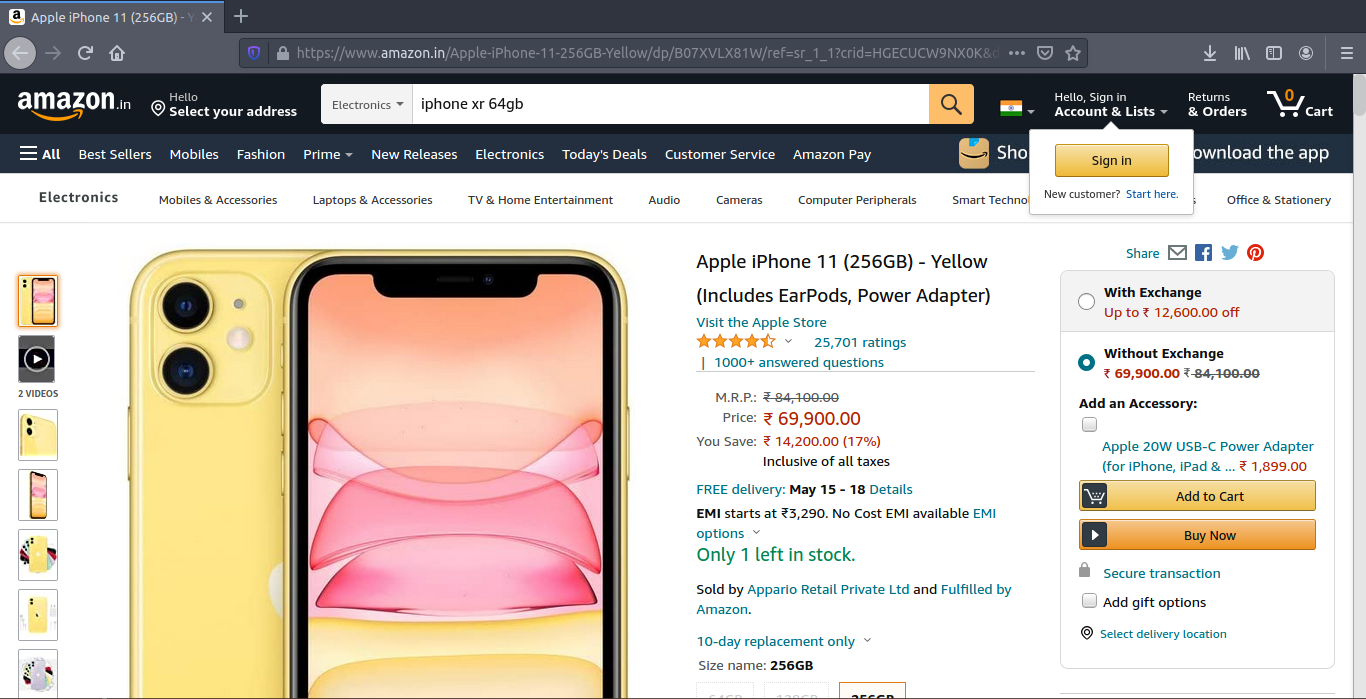 Apple iPhone 11 (256GB) - Y
https://www.amazon.in/Apple-iPhone-11-256GB-Yellow/dp/B07XVLX81W/ref=sr_1_1?crid=HGECUCW9NX0K&d
amazon.in
Hello
Select your address
Electronics
iphone xr 64gb
Hello, Sign in
Account & Lists
Returns
& Orders
0
Cart
All
Best Sellers
Mobiles
Fashion
Prime
New Releases
Electronics
Today's Deals
Customer Service
Amazon Pay
Sho
ownload the app
Sign in
New customer? Start here.
Electronics
Mobiles & Accessories
Laptops & Accessories
TV & Home Entertainment
Audio
Cameras
Computer Peripherals
Smart Technol
s
Office & Stationery
2 VIDEOS
Apple iPhone 11 (256GB) - Yellow
(Includes EarPods, Power Adapter)
Visit the Apple Store
25,701 ratings
| 1000+ answered questions
M.R.P.: ₹ 84,100.00
Price: ₹ 69,900.00
You Save: ₹ 14,200.00 (17%)
Inclusive of all taxes
FREE delivery: May 15 - 18 Details
EMI starts at ₹3,290. No Cost EMI available EMI
options
Only 1 left in stock.
Sold by Appario Retail Private Ltd and Fulfilled by
Amazon.
10-day replacement only
Size name: 256GB
64GB
128GB
256GB
Share
With Exchange
Up to ₹ 12,600.00 off
Without Exchange
₹ 69,900.00 ₹ 84,100.00
Add an Accessory:
Apple 20W USB-C Power Adapter
(for iPhone, iPad & ... ₹ 1,899.00
Add to Cart
Buy Now
Secure transaction
Add gift options
Select delivery location